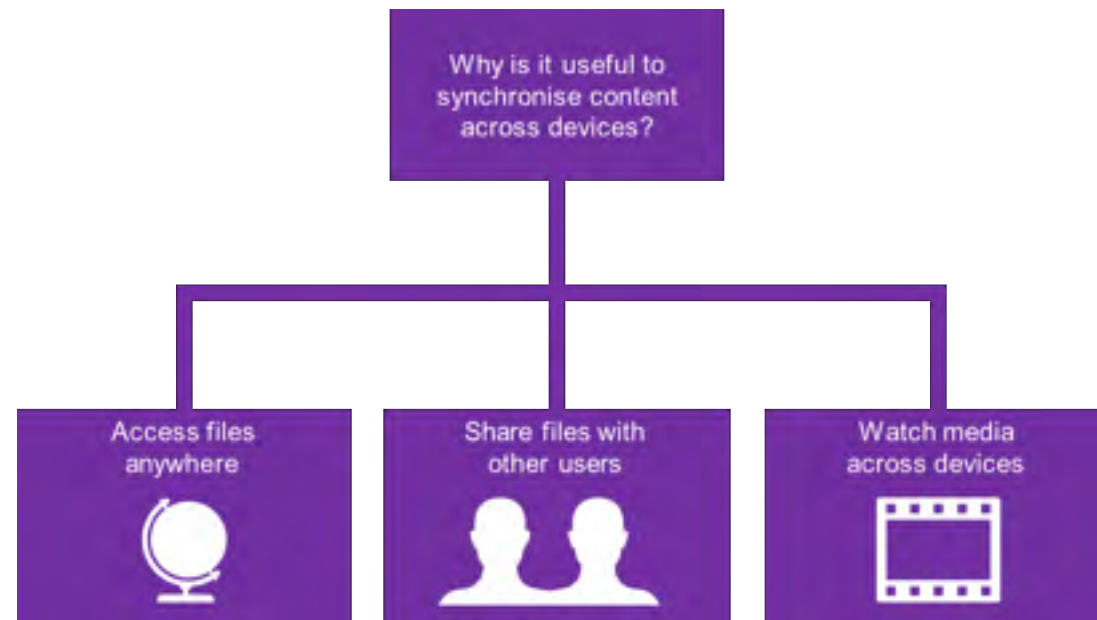 Why is it useful to
synchronise content
across devices?
Access files
anywhere
Share files with
other users
Watch media
across devices